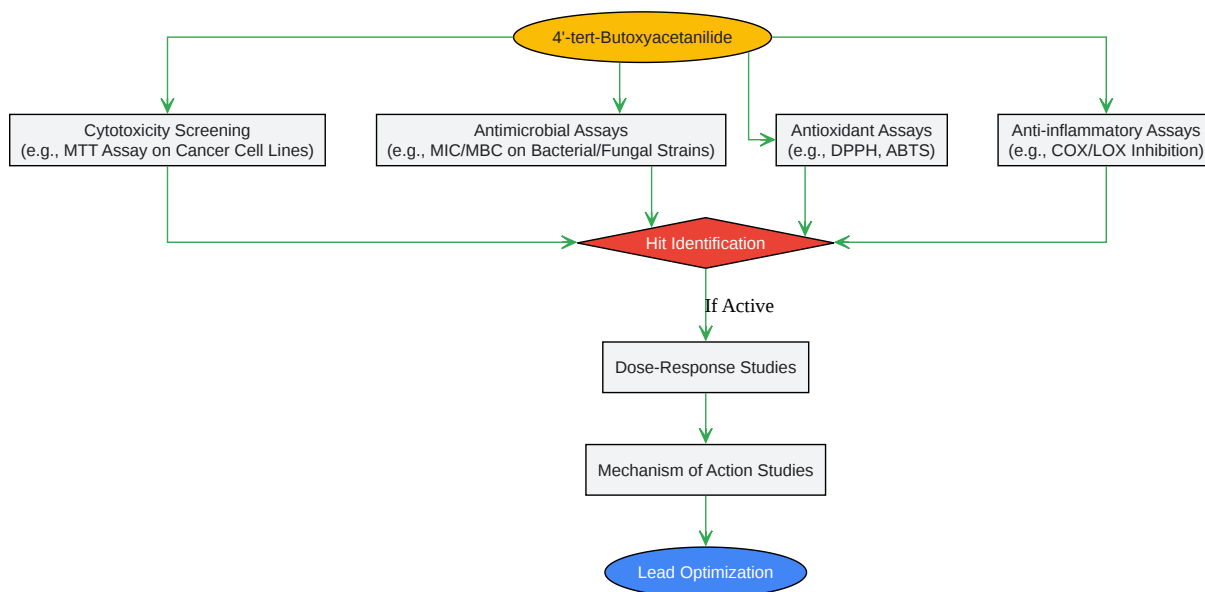 4'-tert-Butoxyacetanilide
Cytotoxicity Screening
(e.g., MTT Assay on Cancer Cell Lines)
Antimicrobial Assays
(e.g., MIC/MBC on Bacterial/Fungal Strains)
Antioxidant Assays
(e.g., DPPH, ABTS)
Anti-inflammatory Assays
(e.g., COX/LOX Inhibition)
Hit Identification
If Active
Dose-Response Studies
Mechanism of Action Studies
Lead Optimization